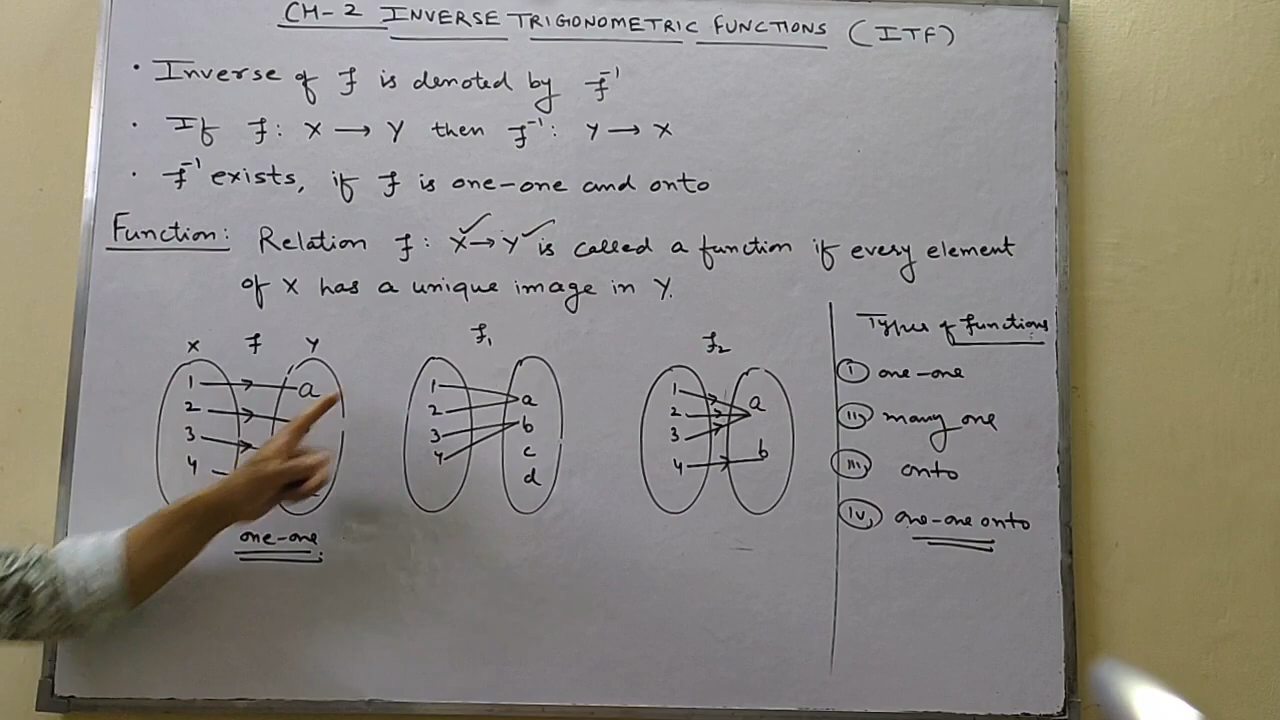 CH-2 INVERSE TRIGONOMETRIC FUNCTIONS (ITF)
· Inverse of f is denoted by f⁻¹
· If f: X → Y then f⁻¹: Y → X
· f⁻¹ exists, if f is one-one and onto
Function: Relation f: X → Y is called a function if every element
of X has a unique image in Y.
X f Y
1 a
2
3
4
one-one
f₁
1 a
2 b
3 c
4 d
f₂
1 a
2 b
3
4
Types of functions:
(i) one-one
(ii) many one
(iii) onto
(iv) one-one onto